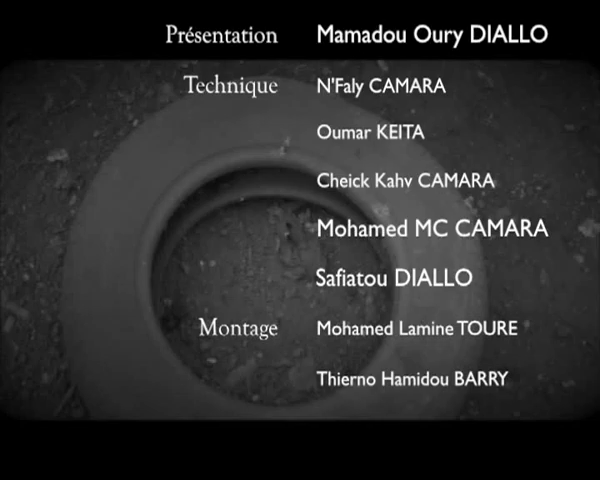 Présentation Mamadou Oury DIALLO
Technique N'Faly CAMARA
Oumar KEITA
Cheick Kahv CAMARA
Mohamed MC CAMARA
Safiatou DIALLO
Montage Mohamed Lamine TOURE
Thierno Hamidou BARRY